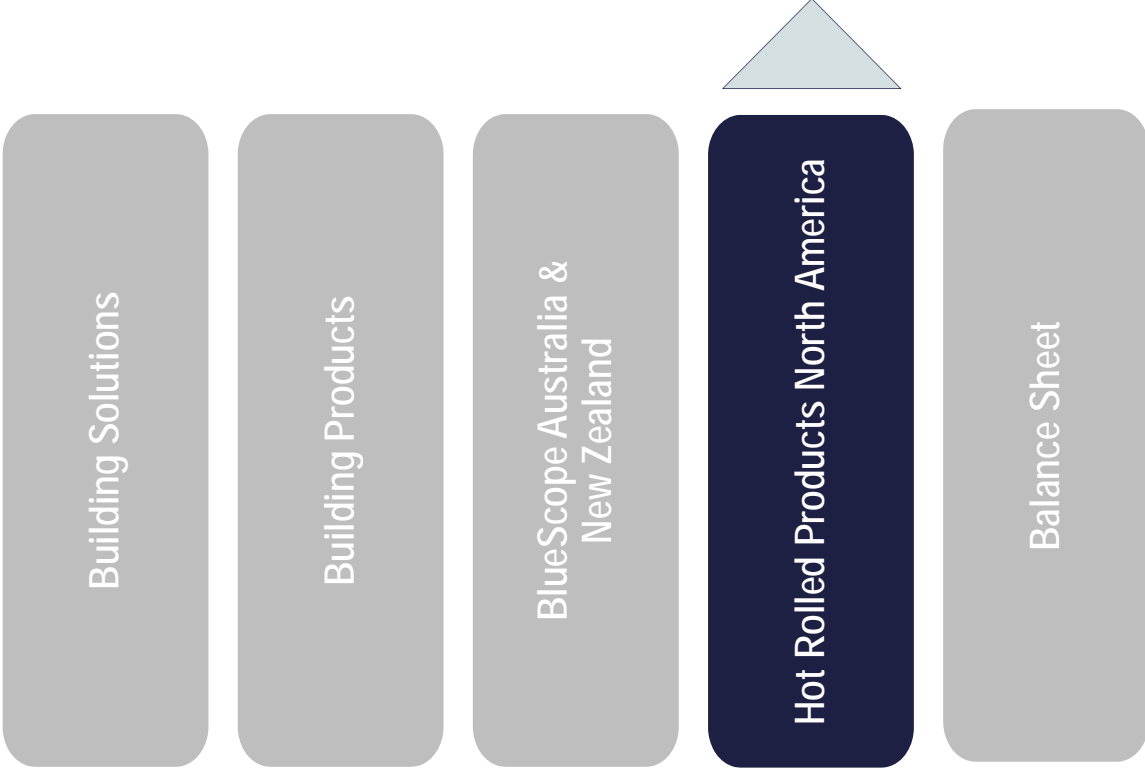 Building Solutions
Building Products
BlueScope Australia &
New Zealand
Hot Rolled Products North America
Balance Sheet